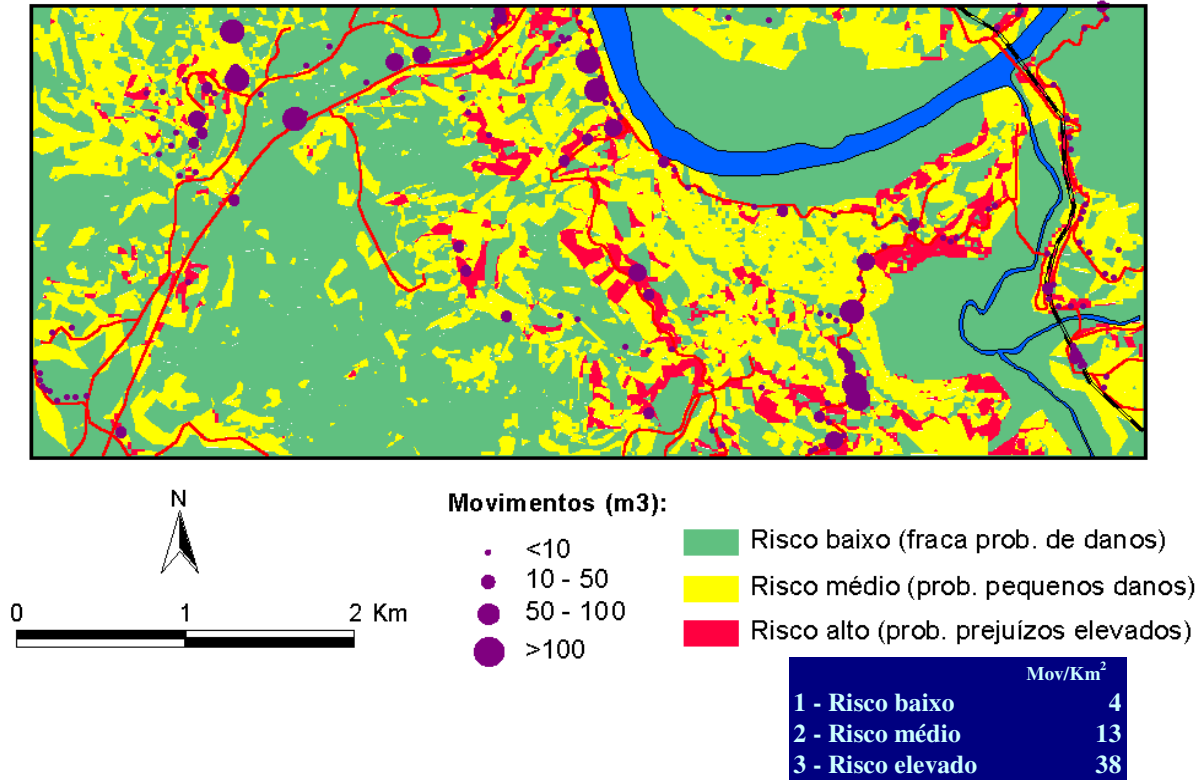 N
0 1 2 Km
Movimentos (m3):
<10
10 - 50
50 - 100
>100
Risco baixo (fraca prob. de danos)
Risco médio (prob. pequenos danos)
Risco alto (prob. prejuízos elevados)
Mov/Km²
1 - Risco baixo 4
2 - Risco médio 13
3 - Risco elevado 38